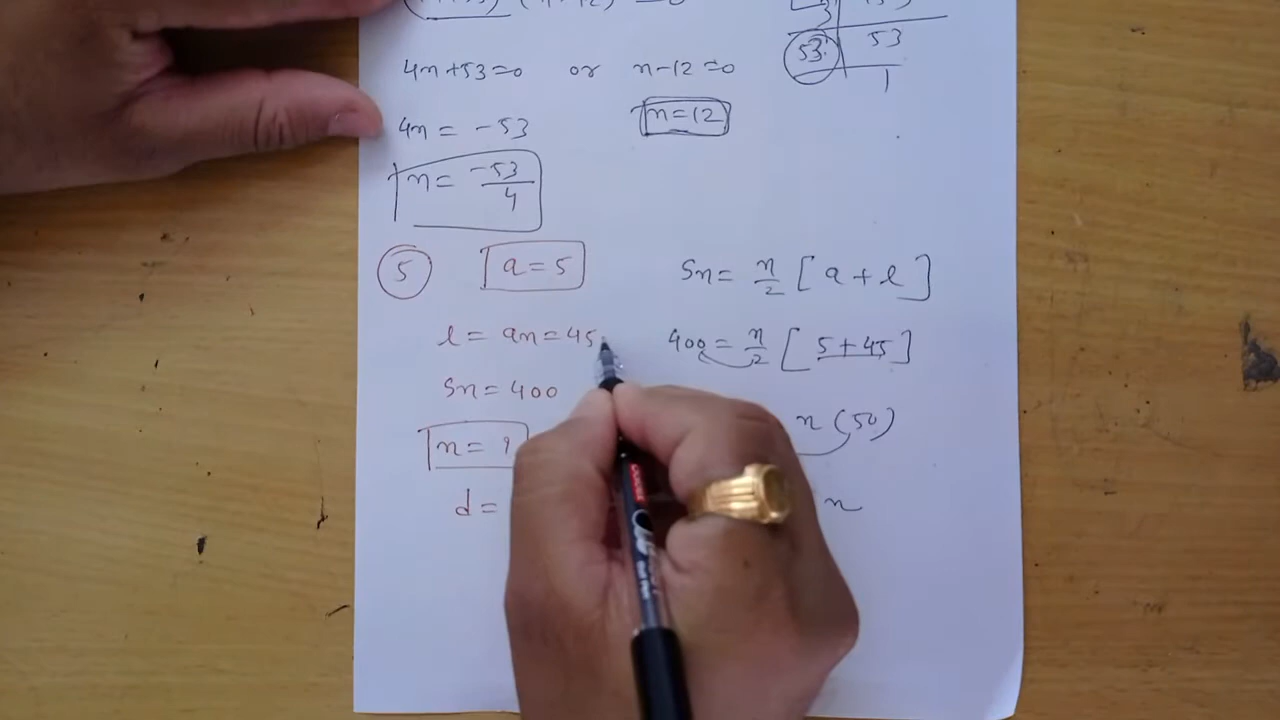 4n+53=0 or n-12=0
4n = -53
n=12
n = -53/4
53 | 53
1
5
a=5
l = an=45
Sn=400
n = ?
d=
Sn= n/2 [a+l]
400= n/2 [5+45]
n (50)
n